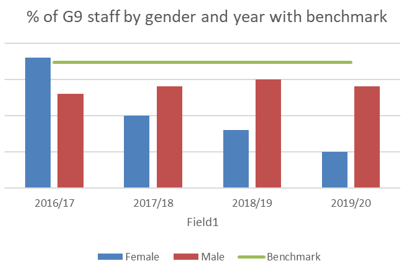 % of G9 staff by gender and year with benchmark
2016/17 2017/18 2018/19 2019/20
Field1
Female Male Benchmark